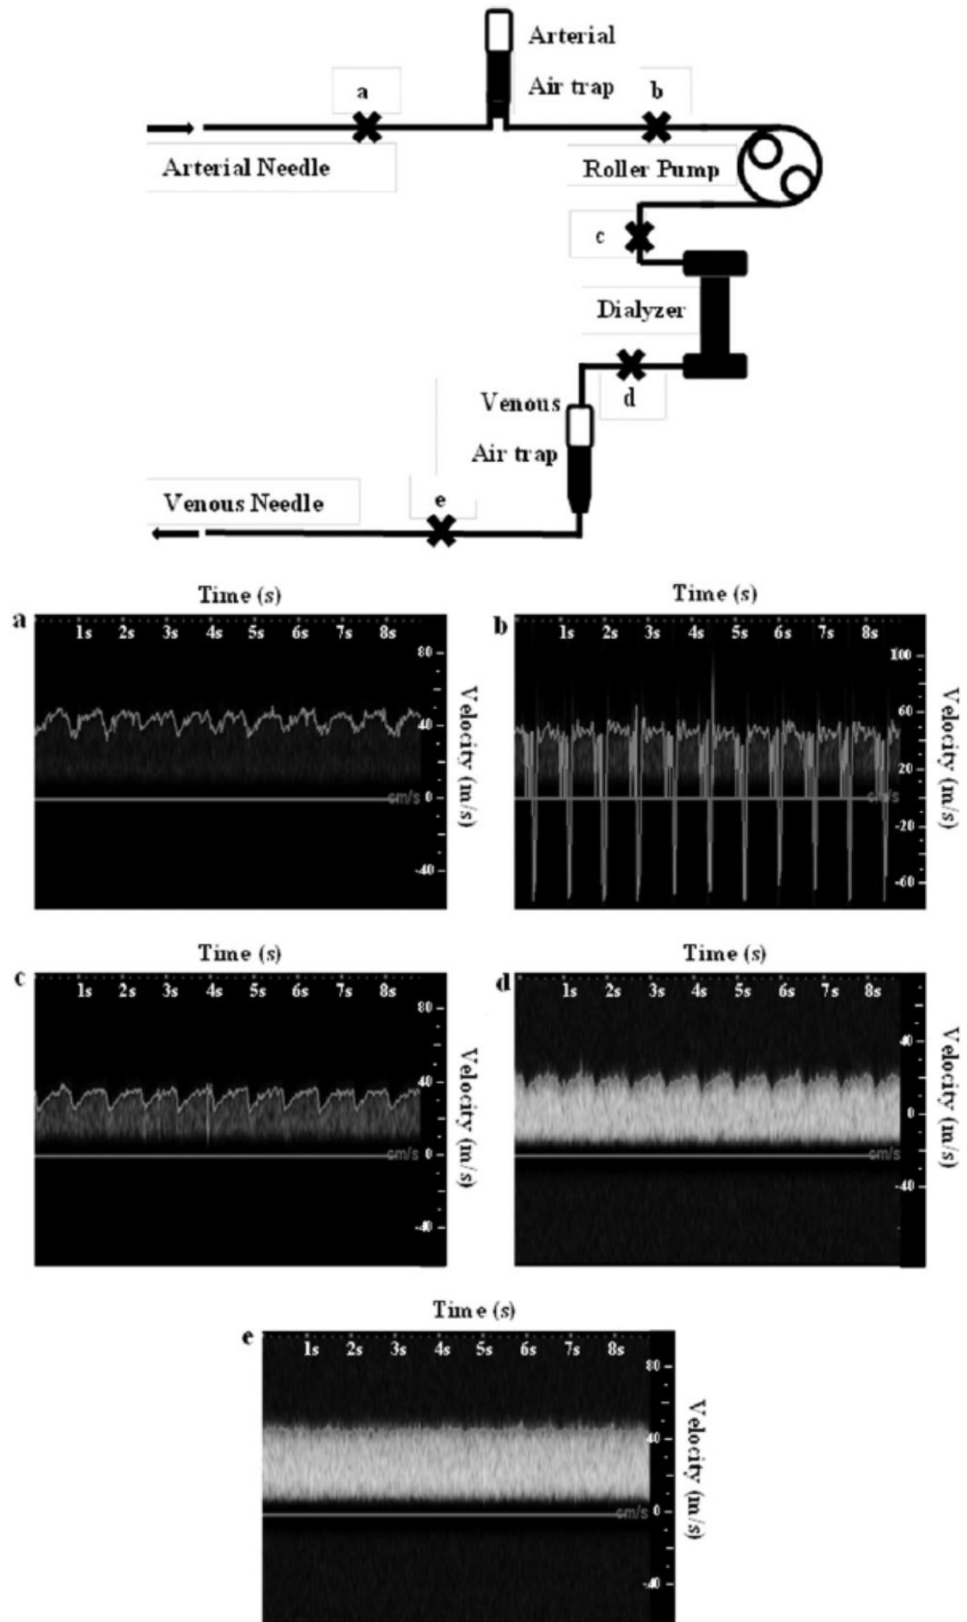 Arterial
Air trap
a
b
Arterial Needle
Roller Pump
c
Dialyzer
Venous
Air trap
d
Venous Needle
e
Time (s)
Time (s)
a
b
1s 2s 3s 4s 5s 6s 7s 8s
1s 2s 3s 4s 5s 6s 7s 8s
80
40
cm/s 0
-40
Velocity (m/s)
100
60
20
cm/s
-20
-60
Velocity (m/s)
Time (s)
Time (s)
c
d
1s 2s 3s 4s 5s 6s 7s 8s
1s 2s 3s 4s 5s 6s 7s 8s
80
40
cm/s 0
-40
Velocity (m/s)
40
0
cm/s
-40
Velocity (m/s)
Time (s)
e
1s 2s 3s 4s 5s 6s 7s 8s
80
40
cm/s 0
-40
Velocity (m/s)